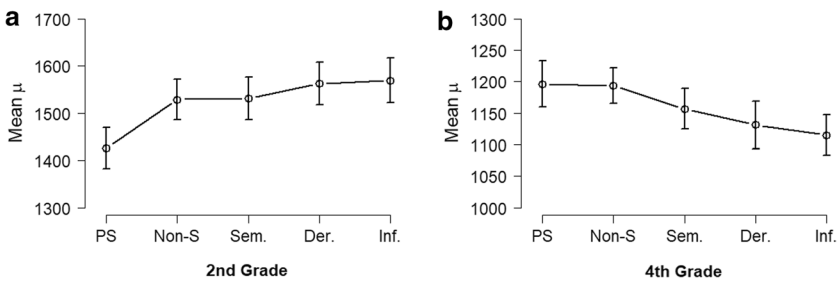 a
1700
1600
1500
1400
1300
Mean μ
PS Non-S Sem. Der. Inf.
2nd Grade
b
1300
1250
1200
1150
1100
1050
1000
Mean μ
PS Non-S Sem. Der. Inf.
4th Grade